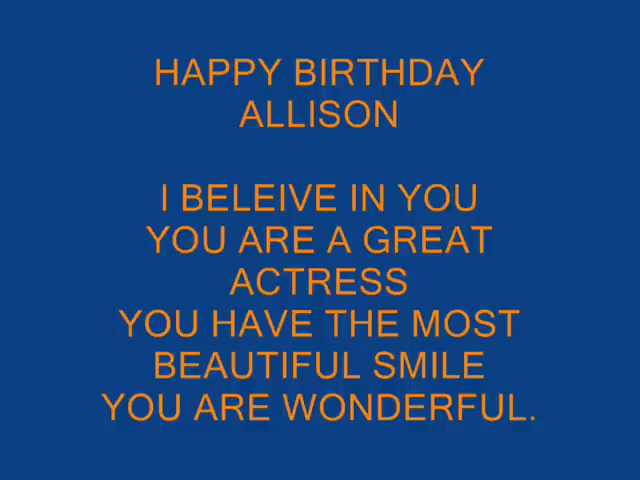 HAPPY BIRTHDAY
ALLISON
I BELEIVE IN YOU
YOU ARE A GREAT
ACTRESS
YOU HAVE THE MOST
BEAUTIFUL SMILE
YOU ARE WONDERFUL.